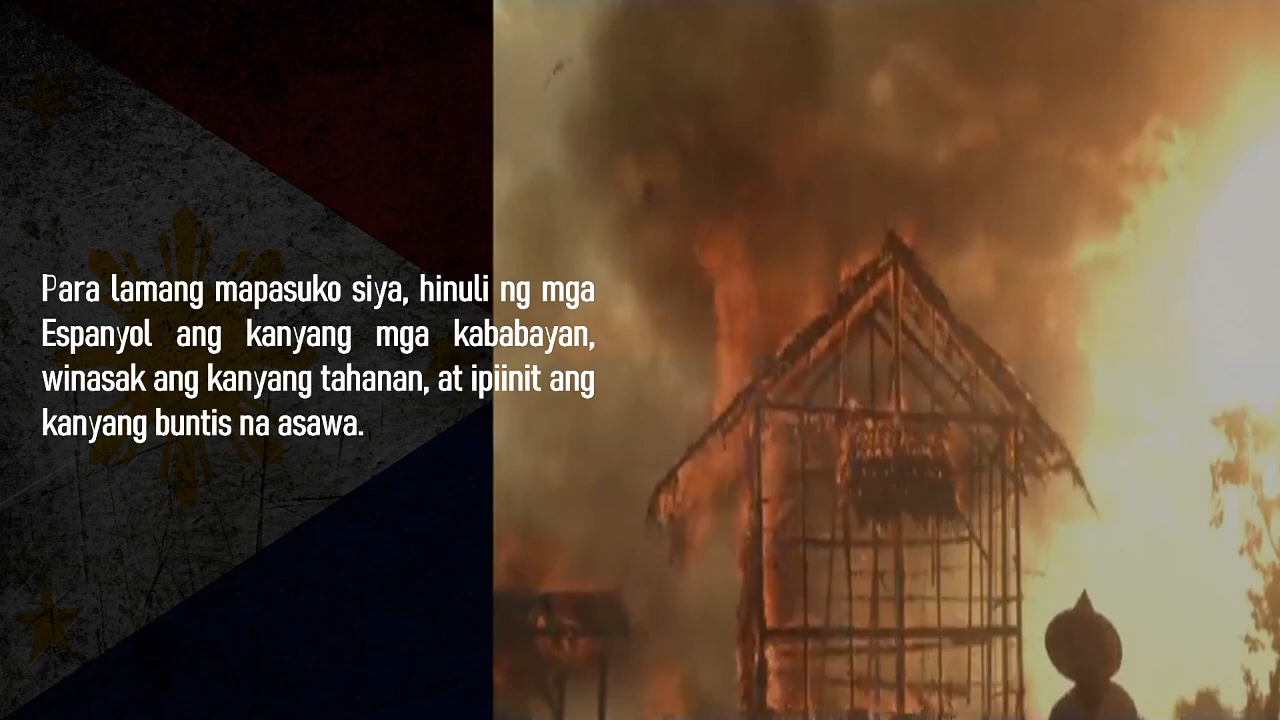 Para lamang mapasuko siya, hinuli ng mga
Espanyol ang kanyang mga kababayan,
winasak ang kanyang tahanan, at ipiinit ang
kanyang buntis na asawa.